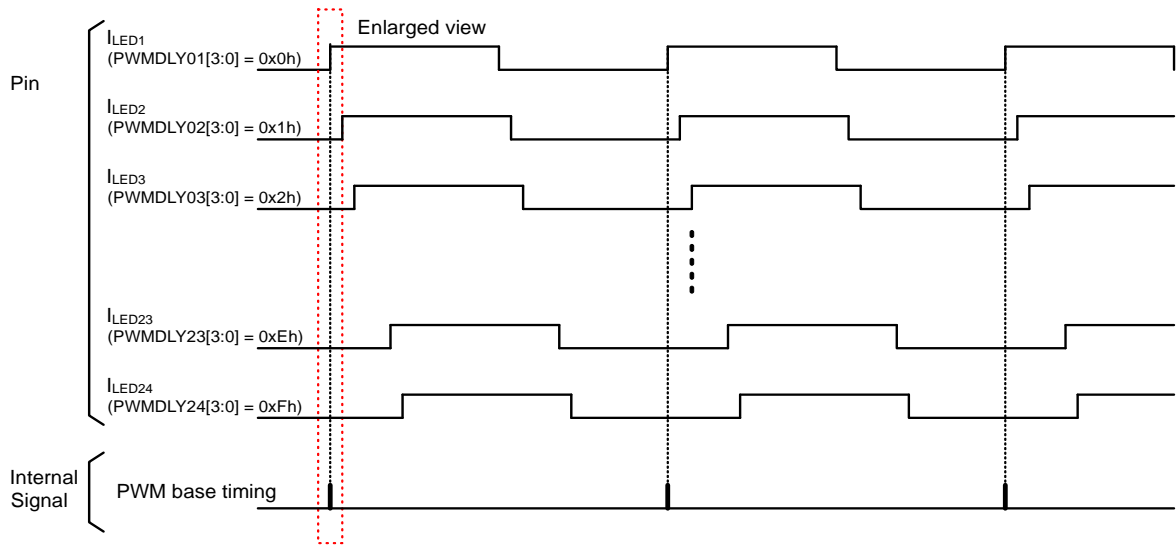 Enlarged view
Pin
ILED1
(PWMDLY01[3:0] = 0x0h)
ILED2
(PWMDLY02[3:0] = 0x1h)
ILED3
(PWMDLY03[3:0] = 0x2h)
ILED23
(PWMDLY23[3:0] = 0xEh)
ILED24
(PWMDLY24[3:0] = 0xFh)
Internal
Signal
PWM base timing